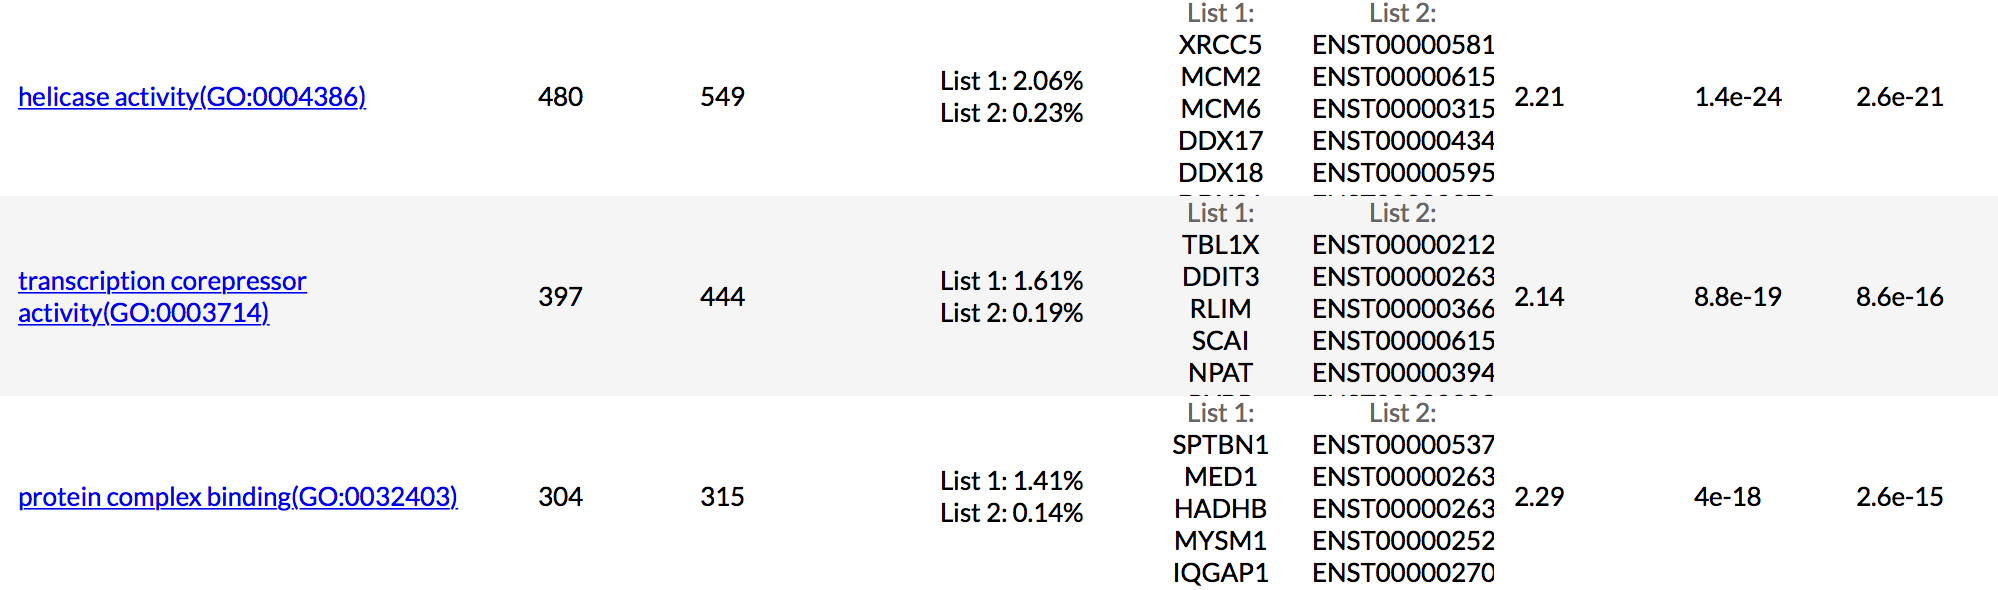 helicase activity(GO:0004386)
480
549
List 1: 2.06%
List 2: 0.23%
List 1:
XRCC5
MCM2
MCM6
DDX17
DDX18
List 2:
ENST00000581
ENST00000615
ENST00000315
ENST00000434
ENST00000595
2.21
1.4e-24
2.6e-21
transcription corepressor
activity(GO:0003714)
397
444
List 1: 1.61%
List 2: 0.19%
List 1:
TBL1X
DDIT3
RLIM
SCAI
NPAT
List 2:
ENST00000212
ENST00000263
ENST00000366
ENST00000615
ENST00000394
2.14
8.8e-19
8.6e-16
protein complex binding(GO:0032403)
304
315
List 1: 1.41%
List 2: 0.14%
List 1:
SPTBN1
MED1
HADHB
MYSM1
IQGAP1
List 2:
ENST00000537
ENST00000263
ENST00000263
ENST00000252
ENST00000270
2.29
4e-18
2.6e-15